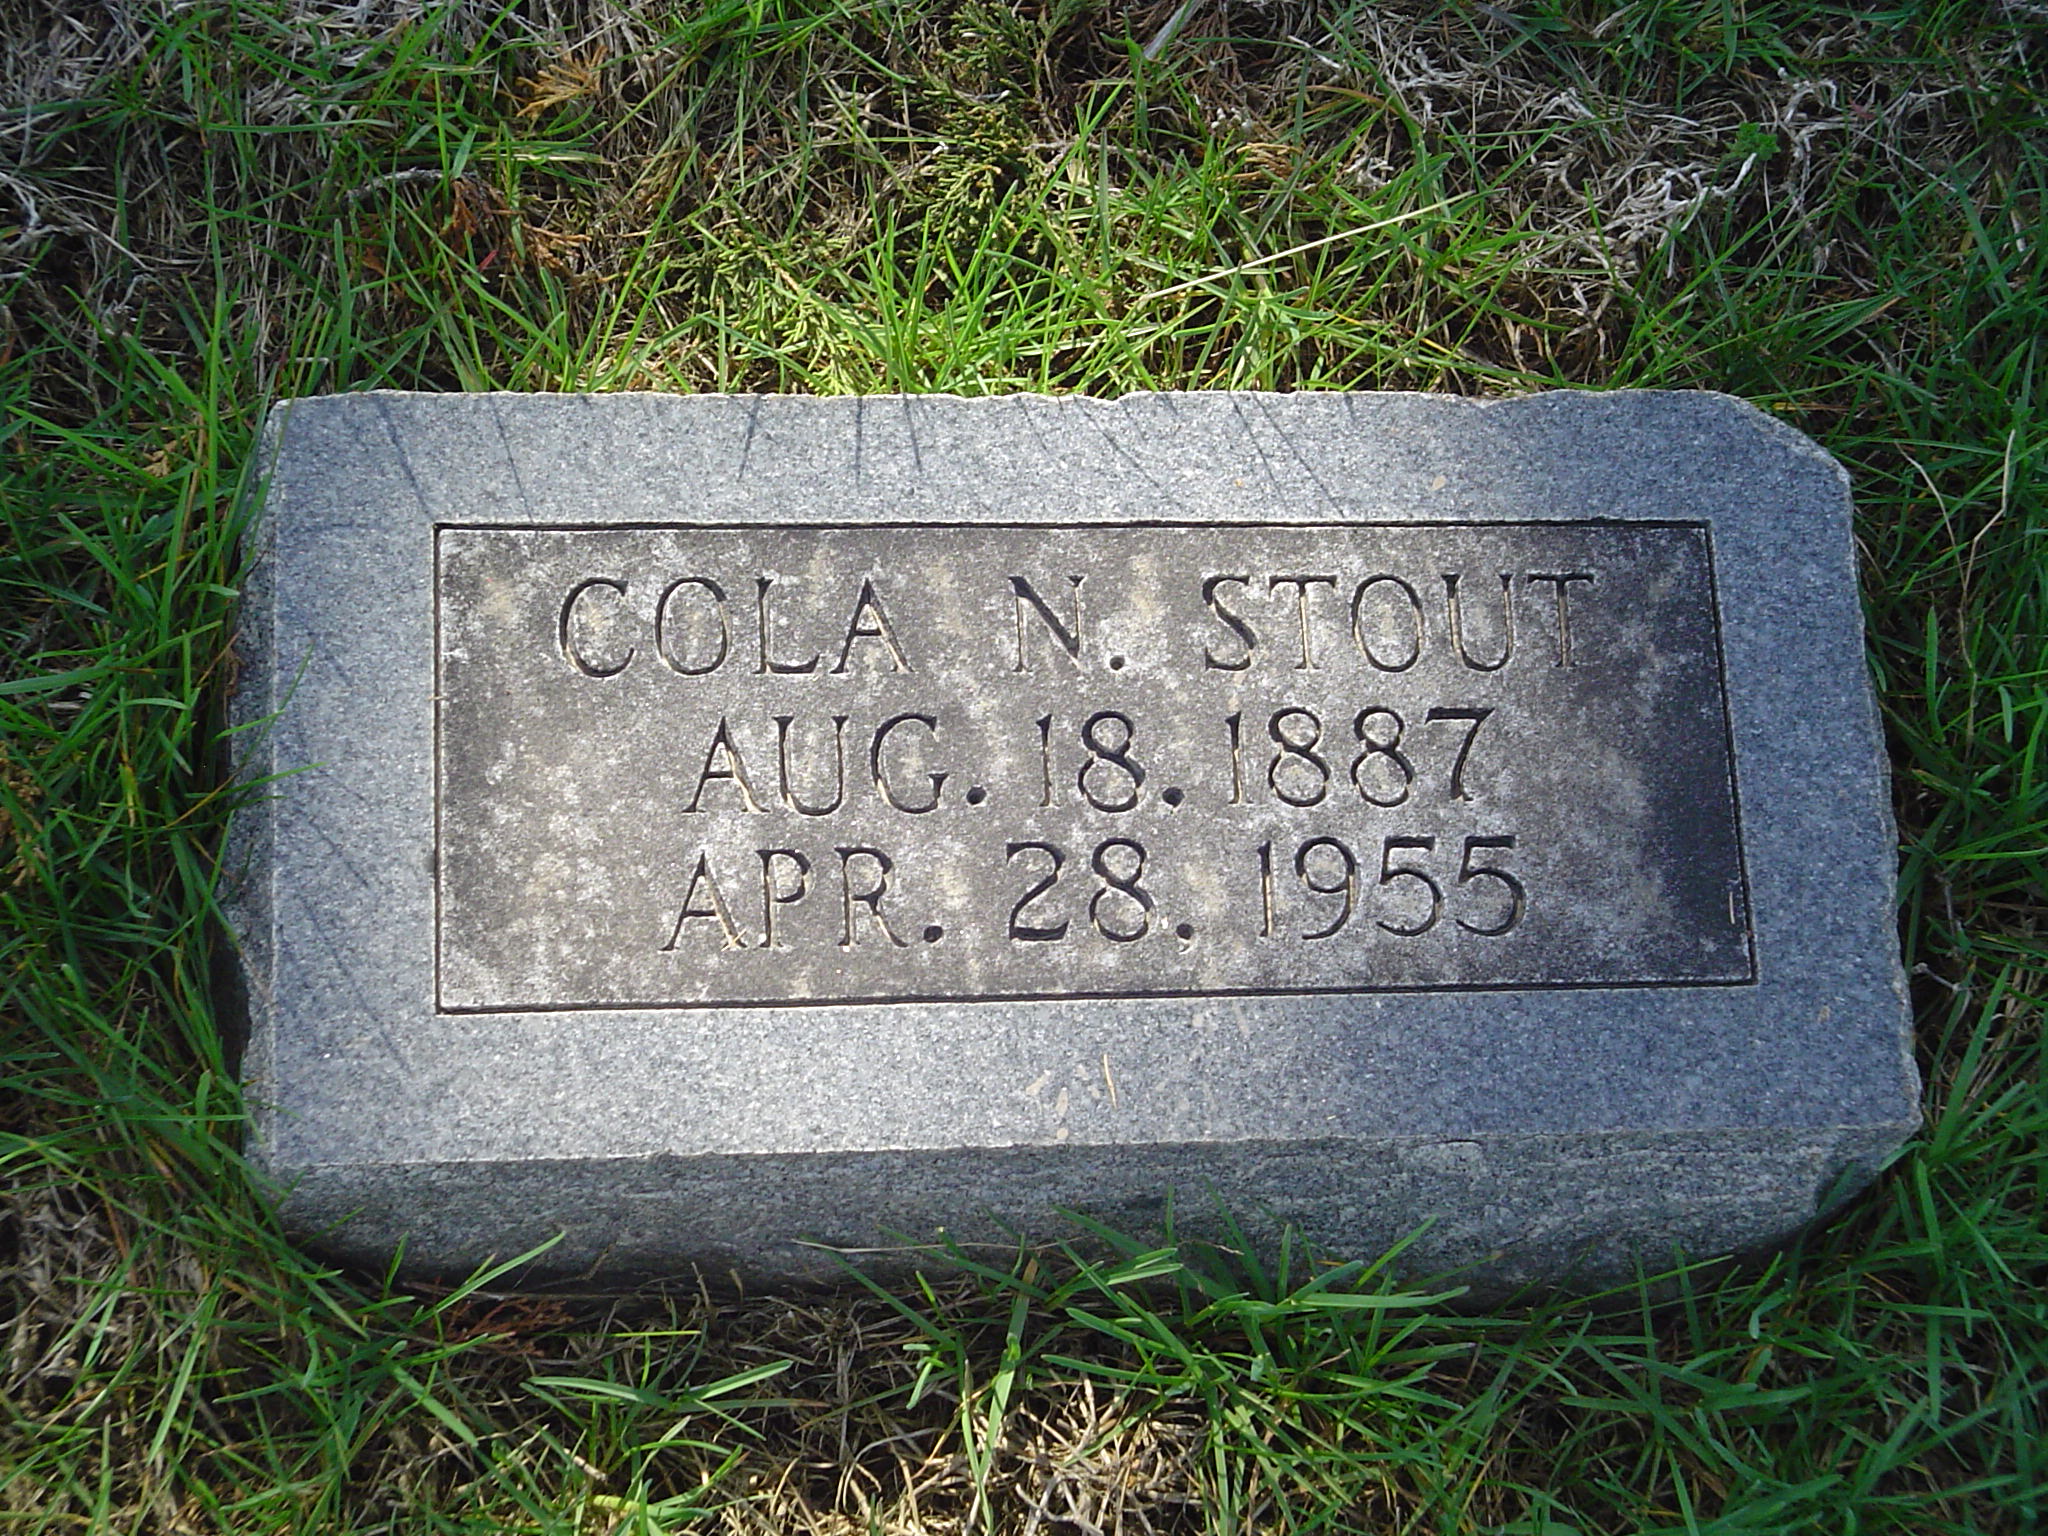 COLA N. STOUT
AUG. 18, 1887
APR. 28, 1955